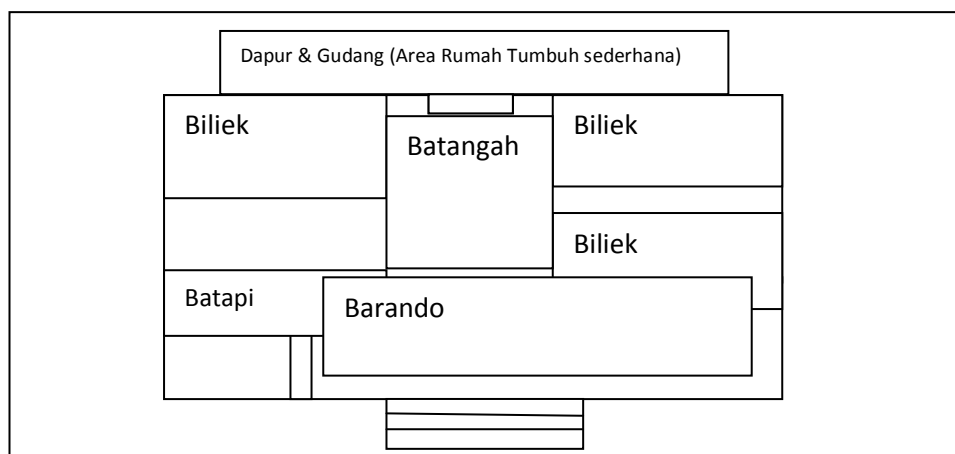 Dapur & Gudang (Area Rumah Tumbuh sederhana)
Biliek
Batangah
Biliek
Biliek
Batapi
Barando